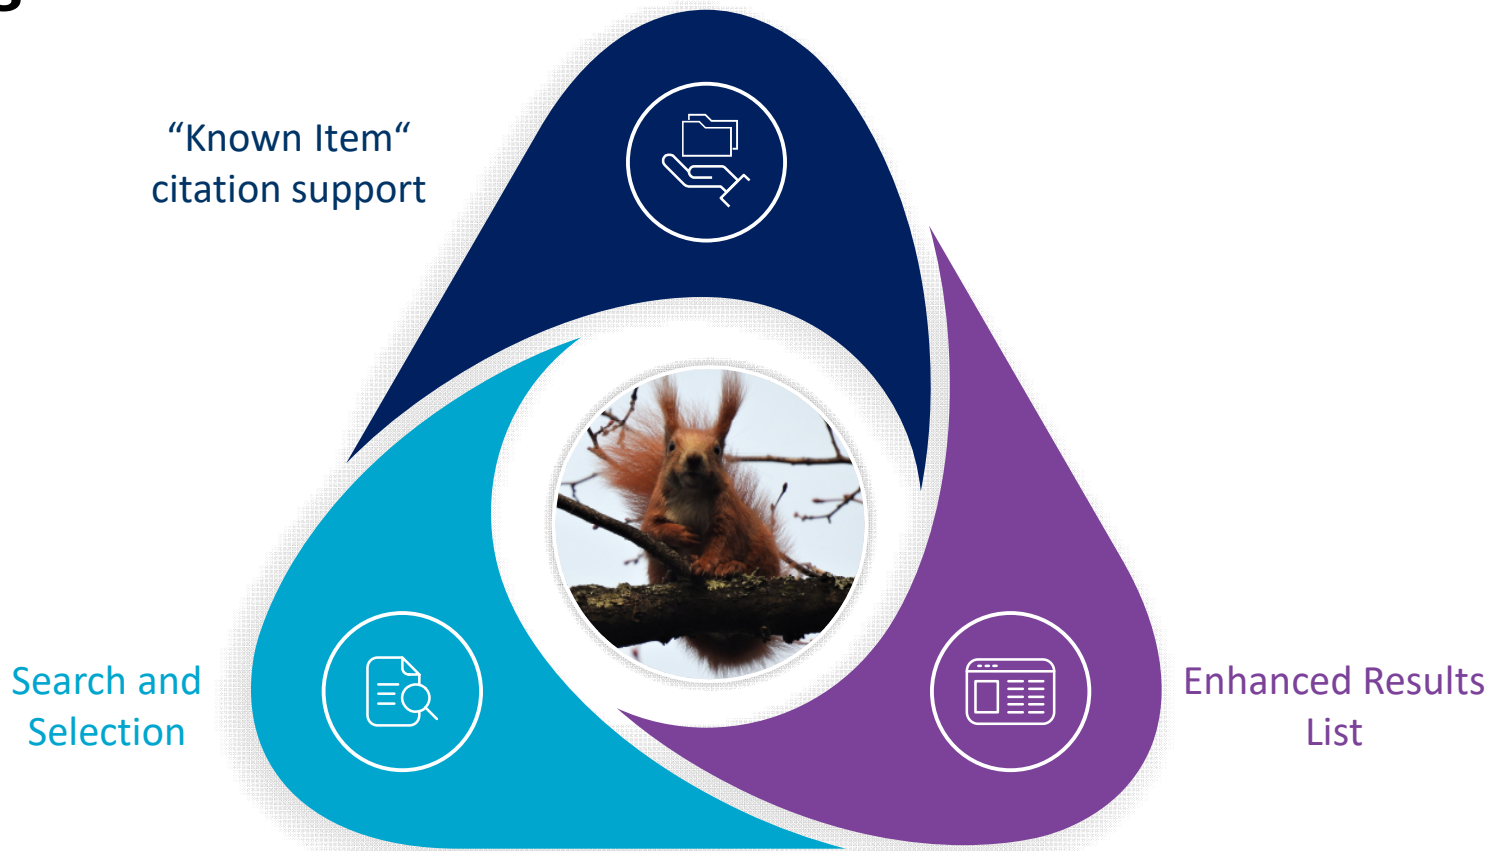 “Known Item“
citation support
Search and
Selection
Enhanced Results
List